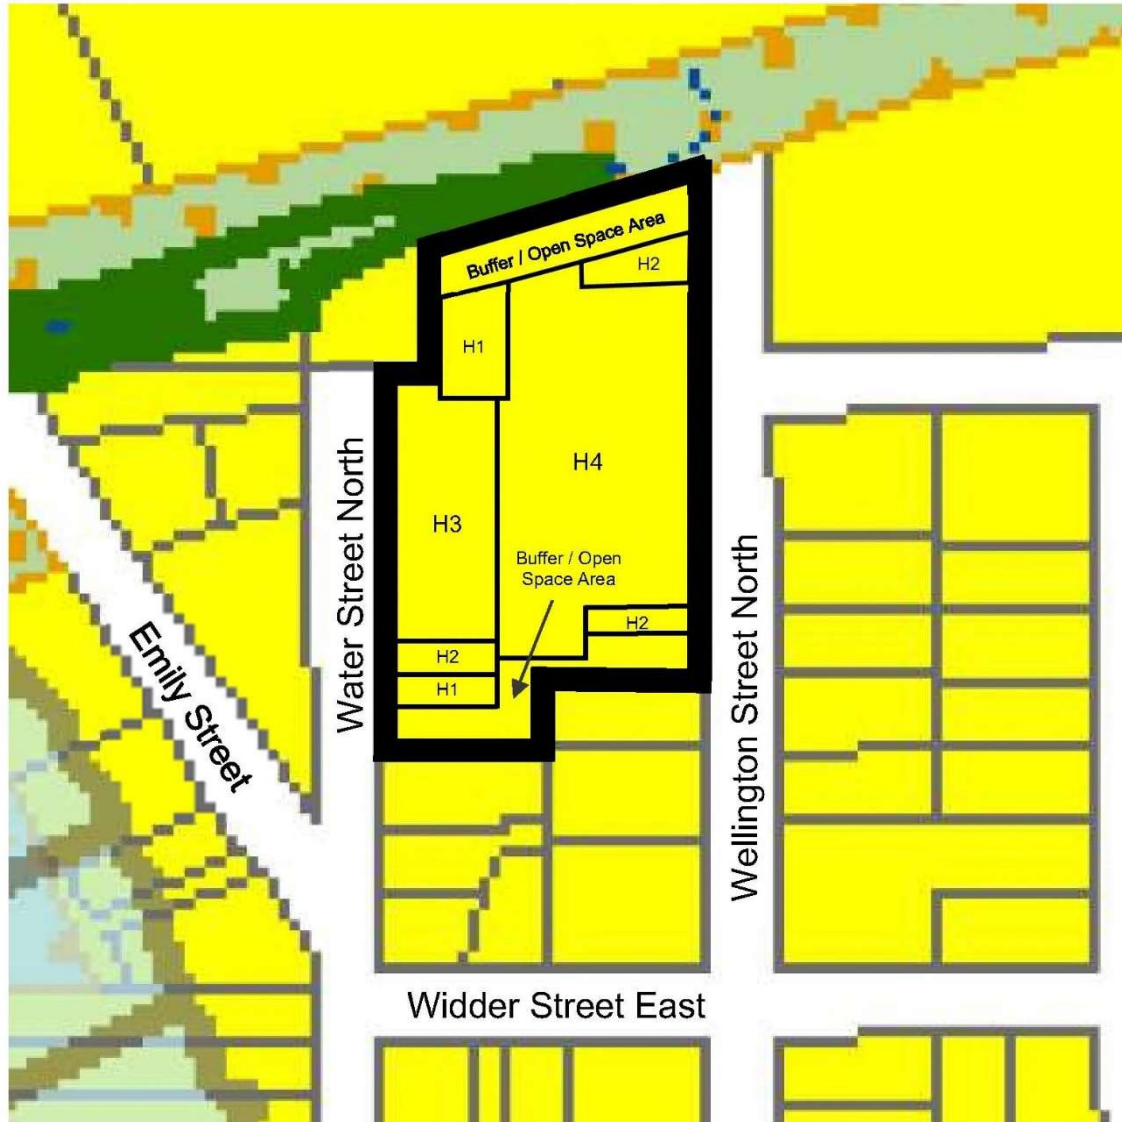 Buffer / Open Space Area
H2
H1
H4
H3
Buffer / Open
Space Area
H2
H2
H1
Water Street North
Emily Street
Wellington Street North
Widder Street East